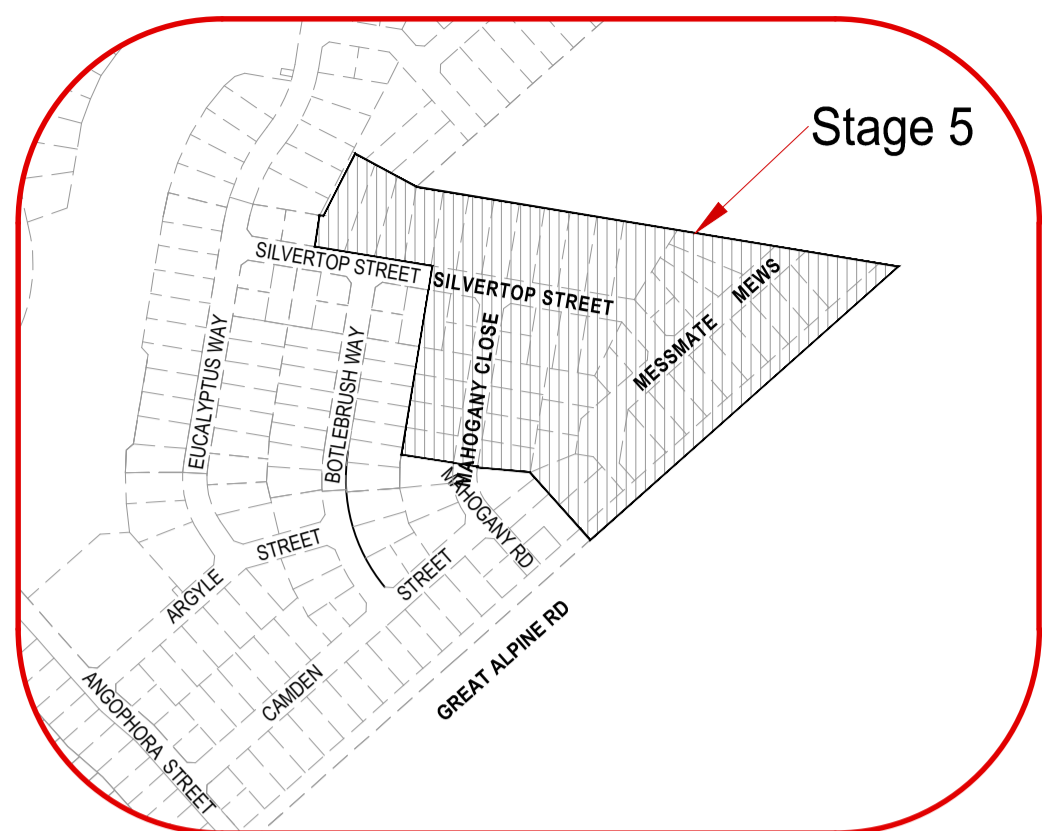 Stage 5
SILVERTOP STREET
SILVERTOP STREET
MESSMATE MEWS
MAHOGANY CLOSE
EUCALYPTUS WAY
BOTLEBRUSH WAY
MAHOGANY RD
ARGYLE STREET
CAMDEN STREET
GREAT ALPINE RD
ANGOPHORA STREET